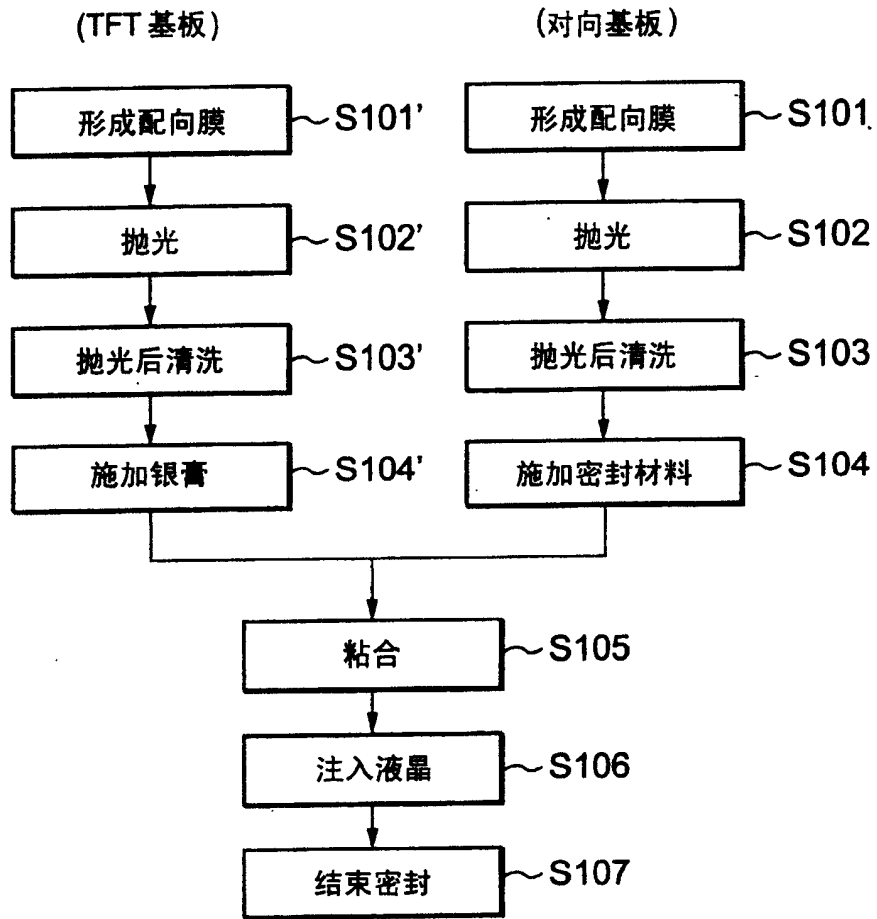 (TFT 基板)
(对向基板)
形成配向膜
S101’
形成配向膜
S101
抛光
S102’
抛光
S102
抛光后清洗
S103’
抛光后清洗
S103
施加银膏
S104’
施加密封材料
S104
粘合
S105
注入液晶
S106
结束密封
S107